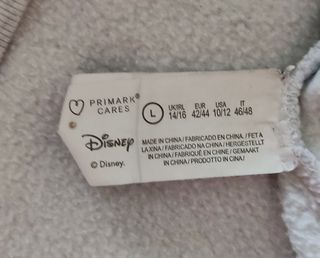 PRIMARK®
CARES
L
UK/IRL EUR USA IT
14/16 42/44 10/12 46/48
Disney
© Disney.
MADE IN CHINA / FABRICADO EN CHINA. / FET A
LA XINA / FABRICADO NA CHINA / HERGESTELLT
IN CHINA / FABRIQUÉ EN CHINE / GEMAAKT
IN CHINA / PRODOTTO IN CINA/